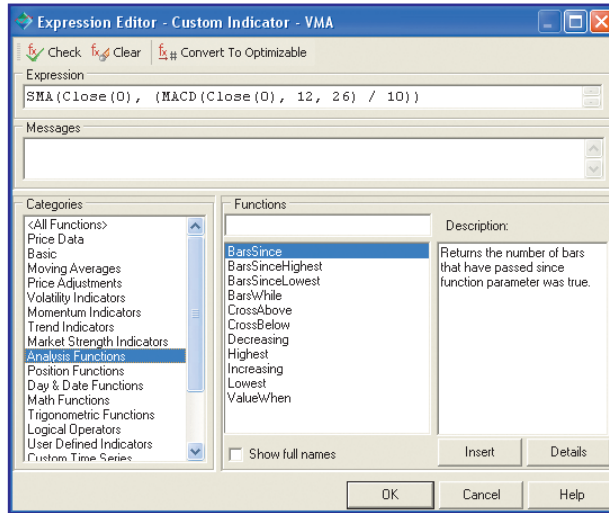 Expression Editor - Custom Indicator - VMA
Check Clear Convert To Optimizable
Expression
SMA(Close(0), (MACD(Close(0), 12, 26) / 10))
Messages
Categories
<All Functions>
Price Data
Basic
Moving Averages
Price Adjustments
Volatility Indicators
Momentum Indicators
Trend Indicators
Market Strength Indicators
Analysis Functions
Position Functions
Day & Date Functions
Math Functions
Trigonometric Functions
Logical Operators
User Defined Indicators
Custom Time Series
Functions
BarsSince
BarsSinceHighest
BarsSinceLowest
BarsWhile
CrossAbove
CrossBelow
Decreasing
Highest
Increasing
Lowest
ValueWhen
Show full names
Description:
Returns the number of bars
that have passed since
function parameter was true.
Insert Details
OK Cancel Help